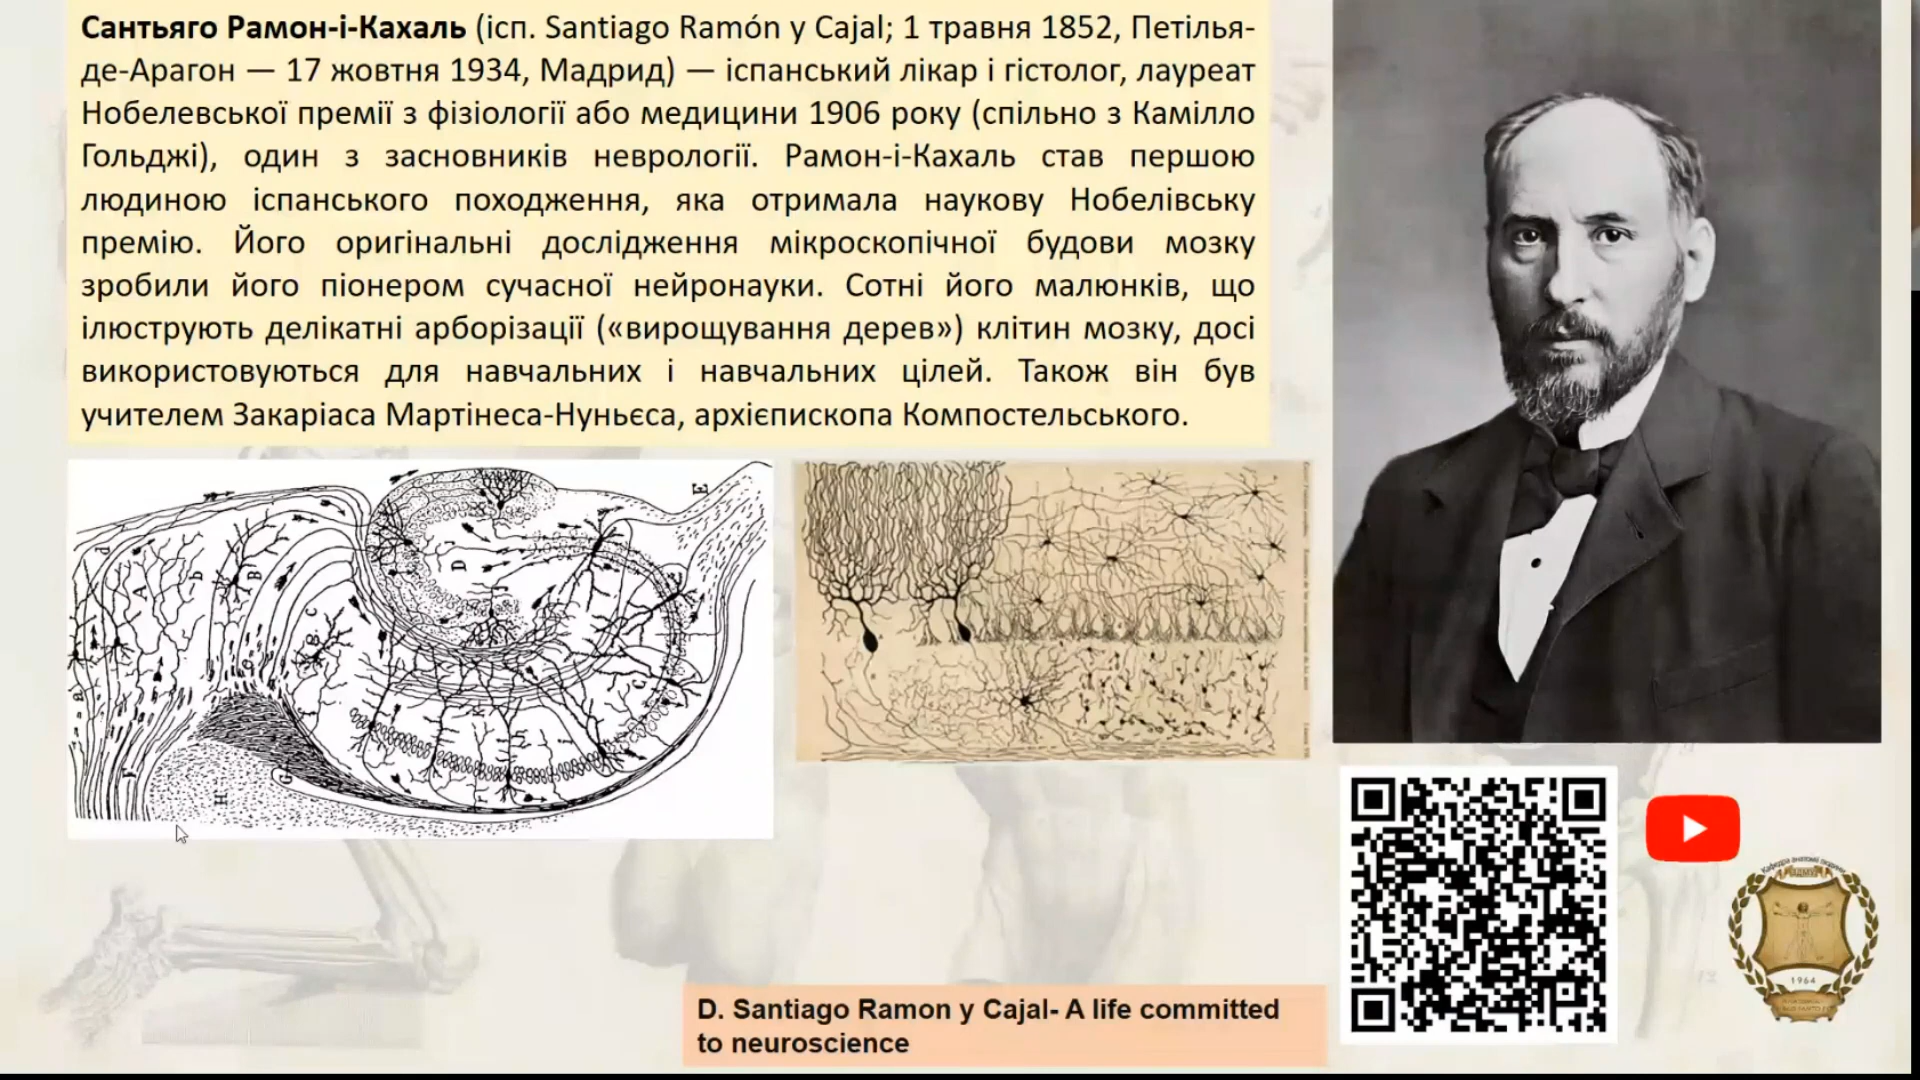 Сантьяго Рамон-і-Кахаль (ісп. Santiago Ramón y Cajal; 1 травня 1852, Петілья-
де-Арагон — 17 жовтня 1934, Мадрид) — іспанський лікар і гістолог, лауреат
Нобелевської премії з фізіології або медицини 1906 року (спільно з Камілло
Гольджі), один з засновників неврології. Рамон-і-Кахаль став першою
людиною іспанського походження, яка отримала наукову Нобелівську
премію. Його оригінальні дослідження мікроскопічної будови мозку
зробили його піонером сучасної нейронауки. Сотні його малюнків, що
ілюструють делікатні арборізації («вирощування дерев») клітин мозку, досі
використовуються для навчальних і навчальних цілей. Також він був
учителем Закаріаса Мартінеса-Нуньєса, архієпископа Компостельського.
E
d
A
b
B
C
D
g
G
H
Кафедра анатомії людини
1964
D. Santiago Ramon y Cajal- A life committed
to neuroscience